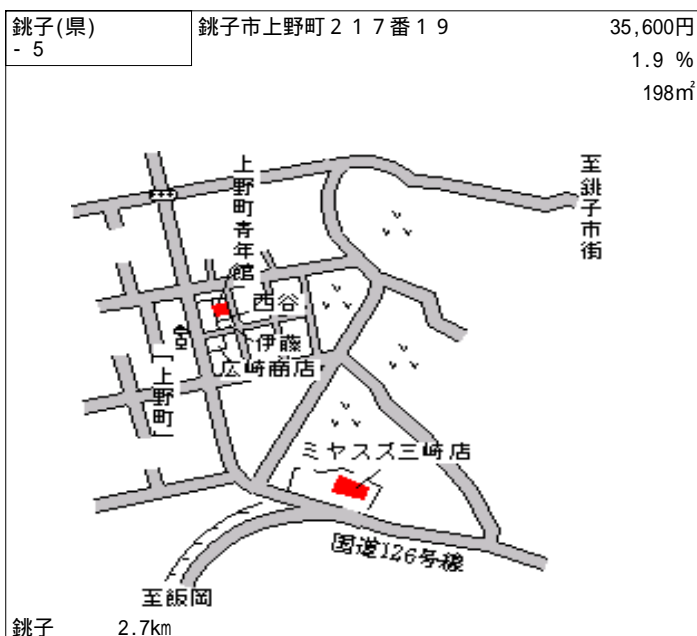 銚子(県)
- 5
銚子市上野町２１７番１９
35,600円
1.9 %
198㎡
上野町青年館
至銚子市街
西谷
伊藤
広崎商店
「上野町」
ミヤスズ三崎店
国道126号線
至飯岡
銚子 2.7km